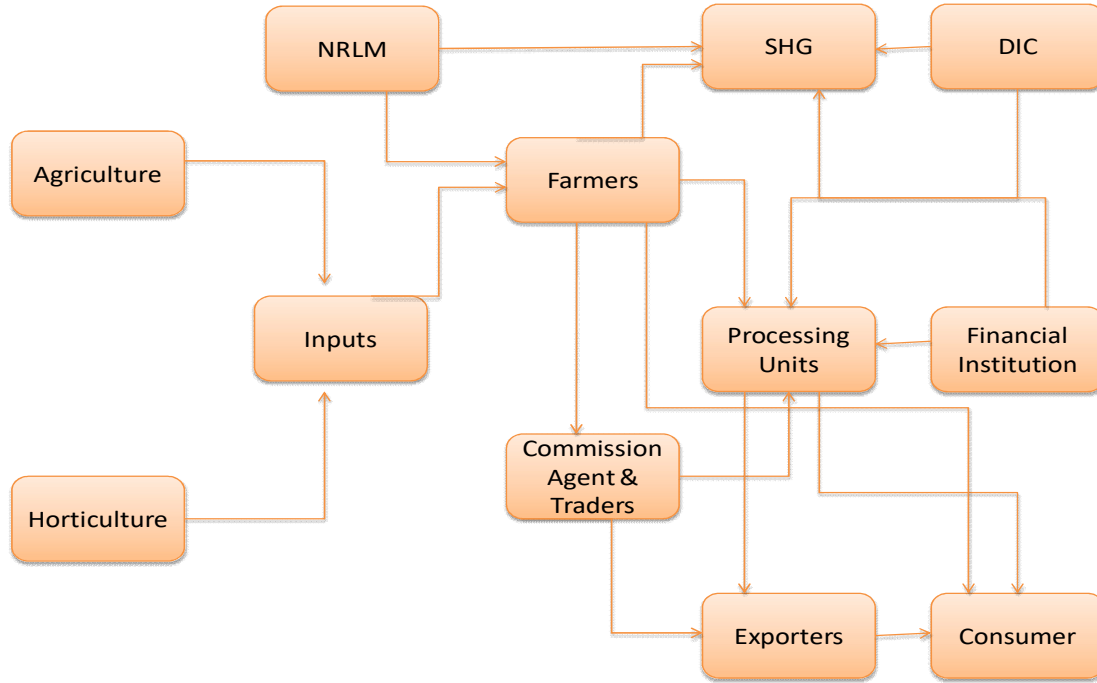 NRLM
SHG
DIC
Agriculture
Farmers
Inputs
Processing
Units
Financial
Institution
Commission
Agent &
Traders
Horticulture
Exporters
Consumer